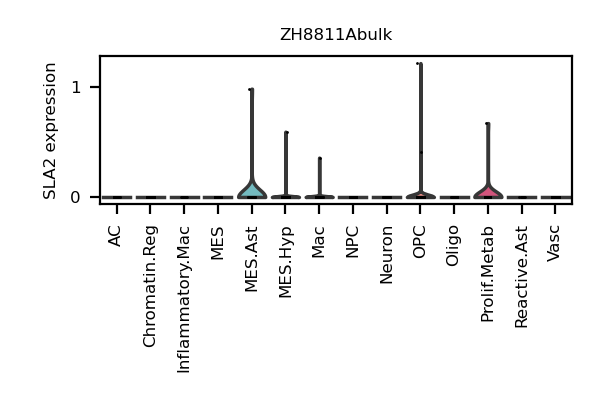 ZH8811Abulk
SLA2 expression
1
0
AC
Chromatin.Reg
Inflammatory.Mac
MES
MES.Ast
MES.Hyp
Mac
NPC
Neuron
OPC
Oligo
Prolif.Metab
Reactive.Ast
Vasc